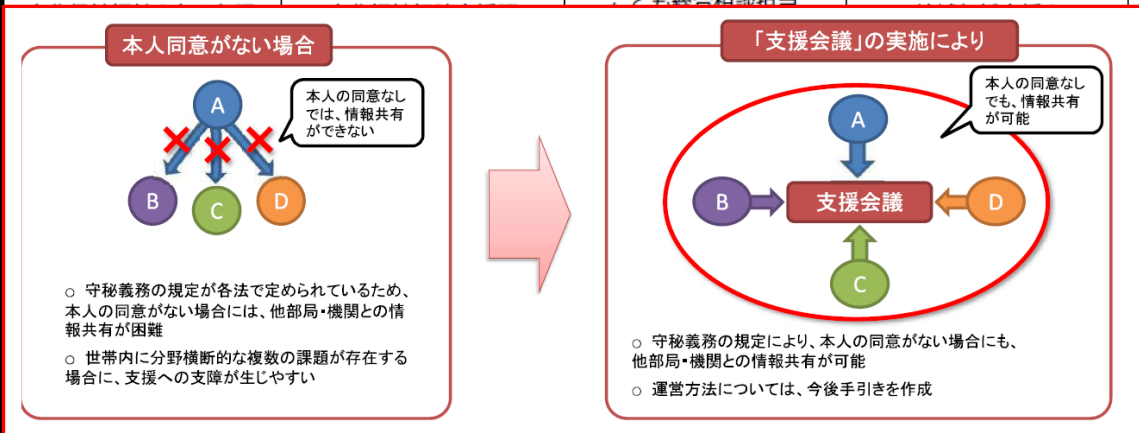 本人同意がない場合
A
本人の同意なし
では、情報共有
ができない
B
C
D
○ 守秘義務の規定が各法で定められているため、
本人の同意がない場合には、他部局・機関との情
報共有が困難
○ 世帯内に分野横断的な複数の課題が存在する
場合に、支援への支障が生じやすい
「支援会議」の実施により
本人の同意なし
でも、情報共有
が可能
A
B
支援会議
D
C
○ 守秘義務の規定により、本人の同意がない場合にも、
他部局・機関との情報共有が可能
○ 運営方法については、今後手引きを作成